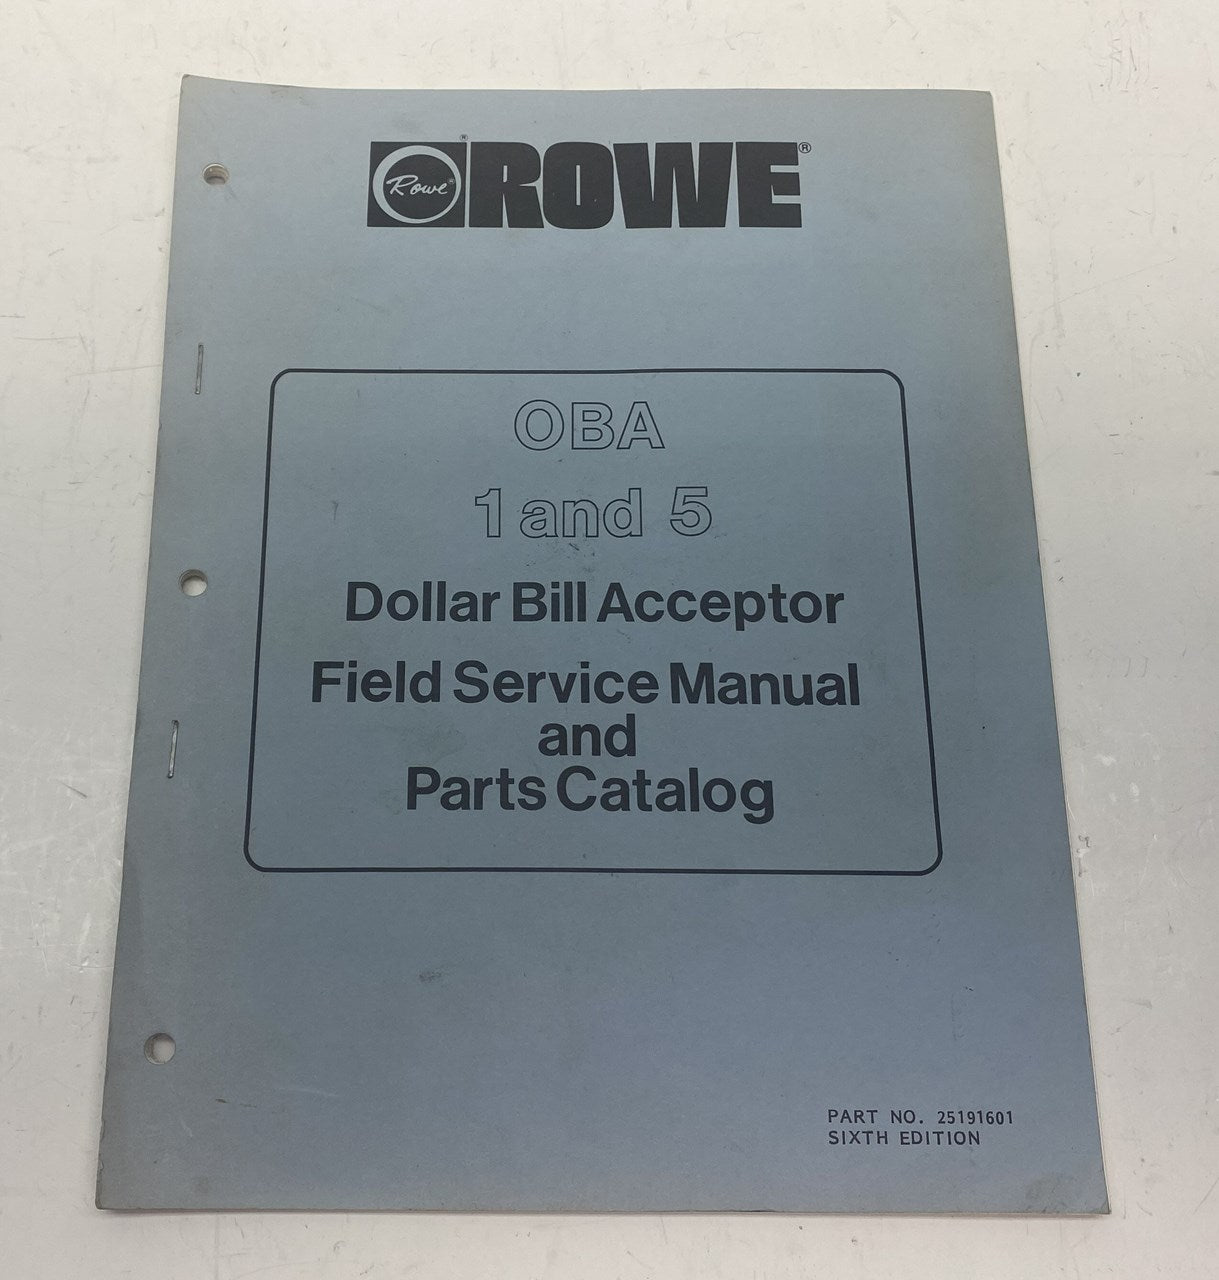 Rowe® ®ROWE®
OBA
1 and 5
Dollar Bill Acceptor
Field Service Manual
and
Parts Catalog
PART NO. 25191601
SIXTH EDITION